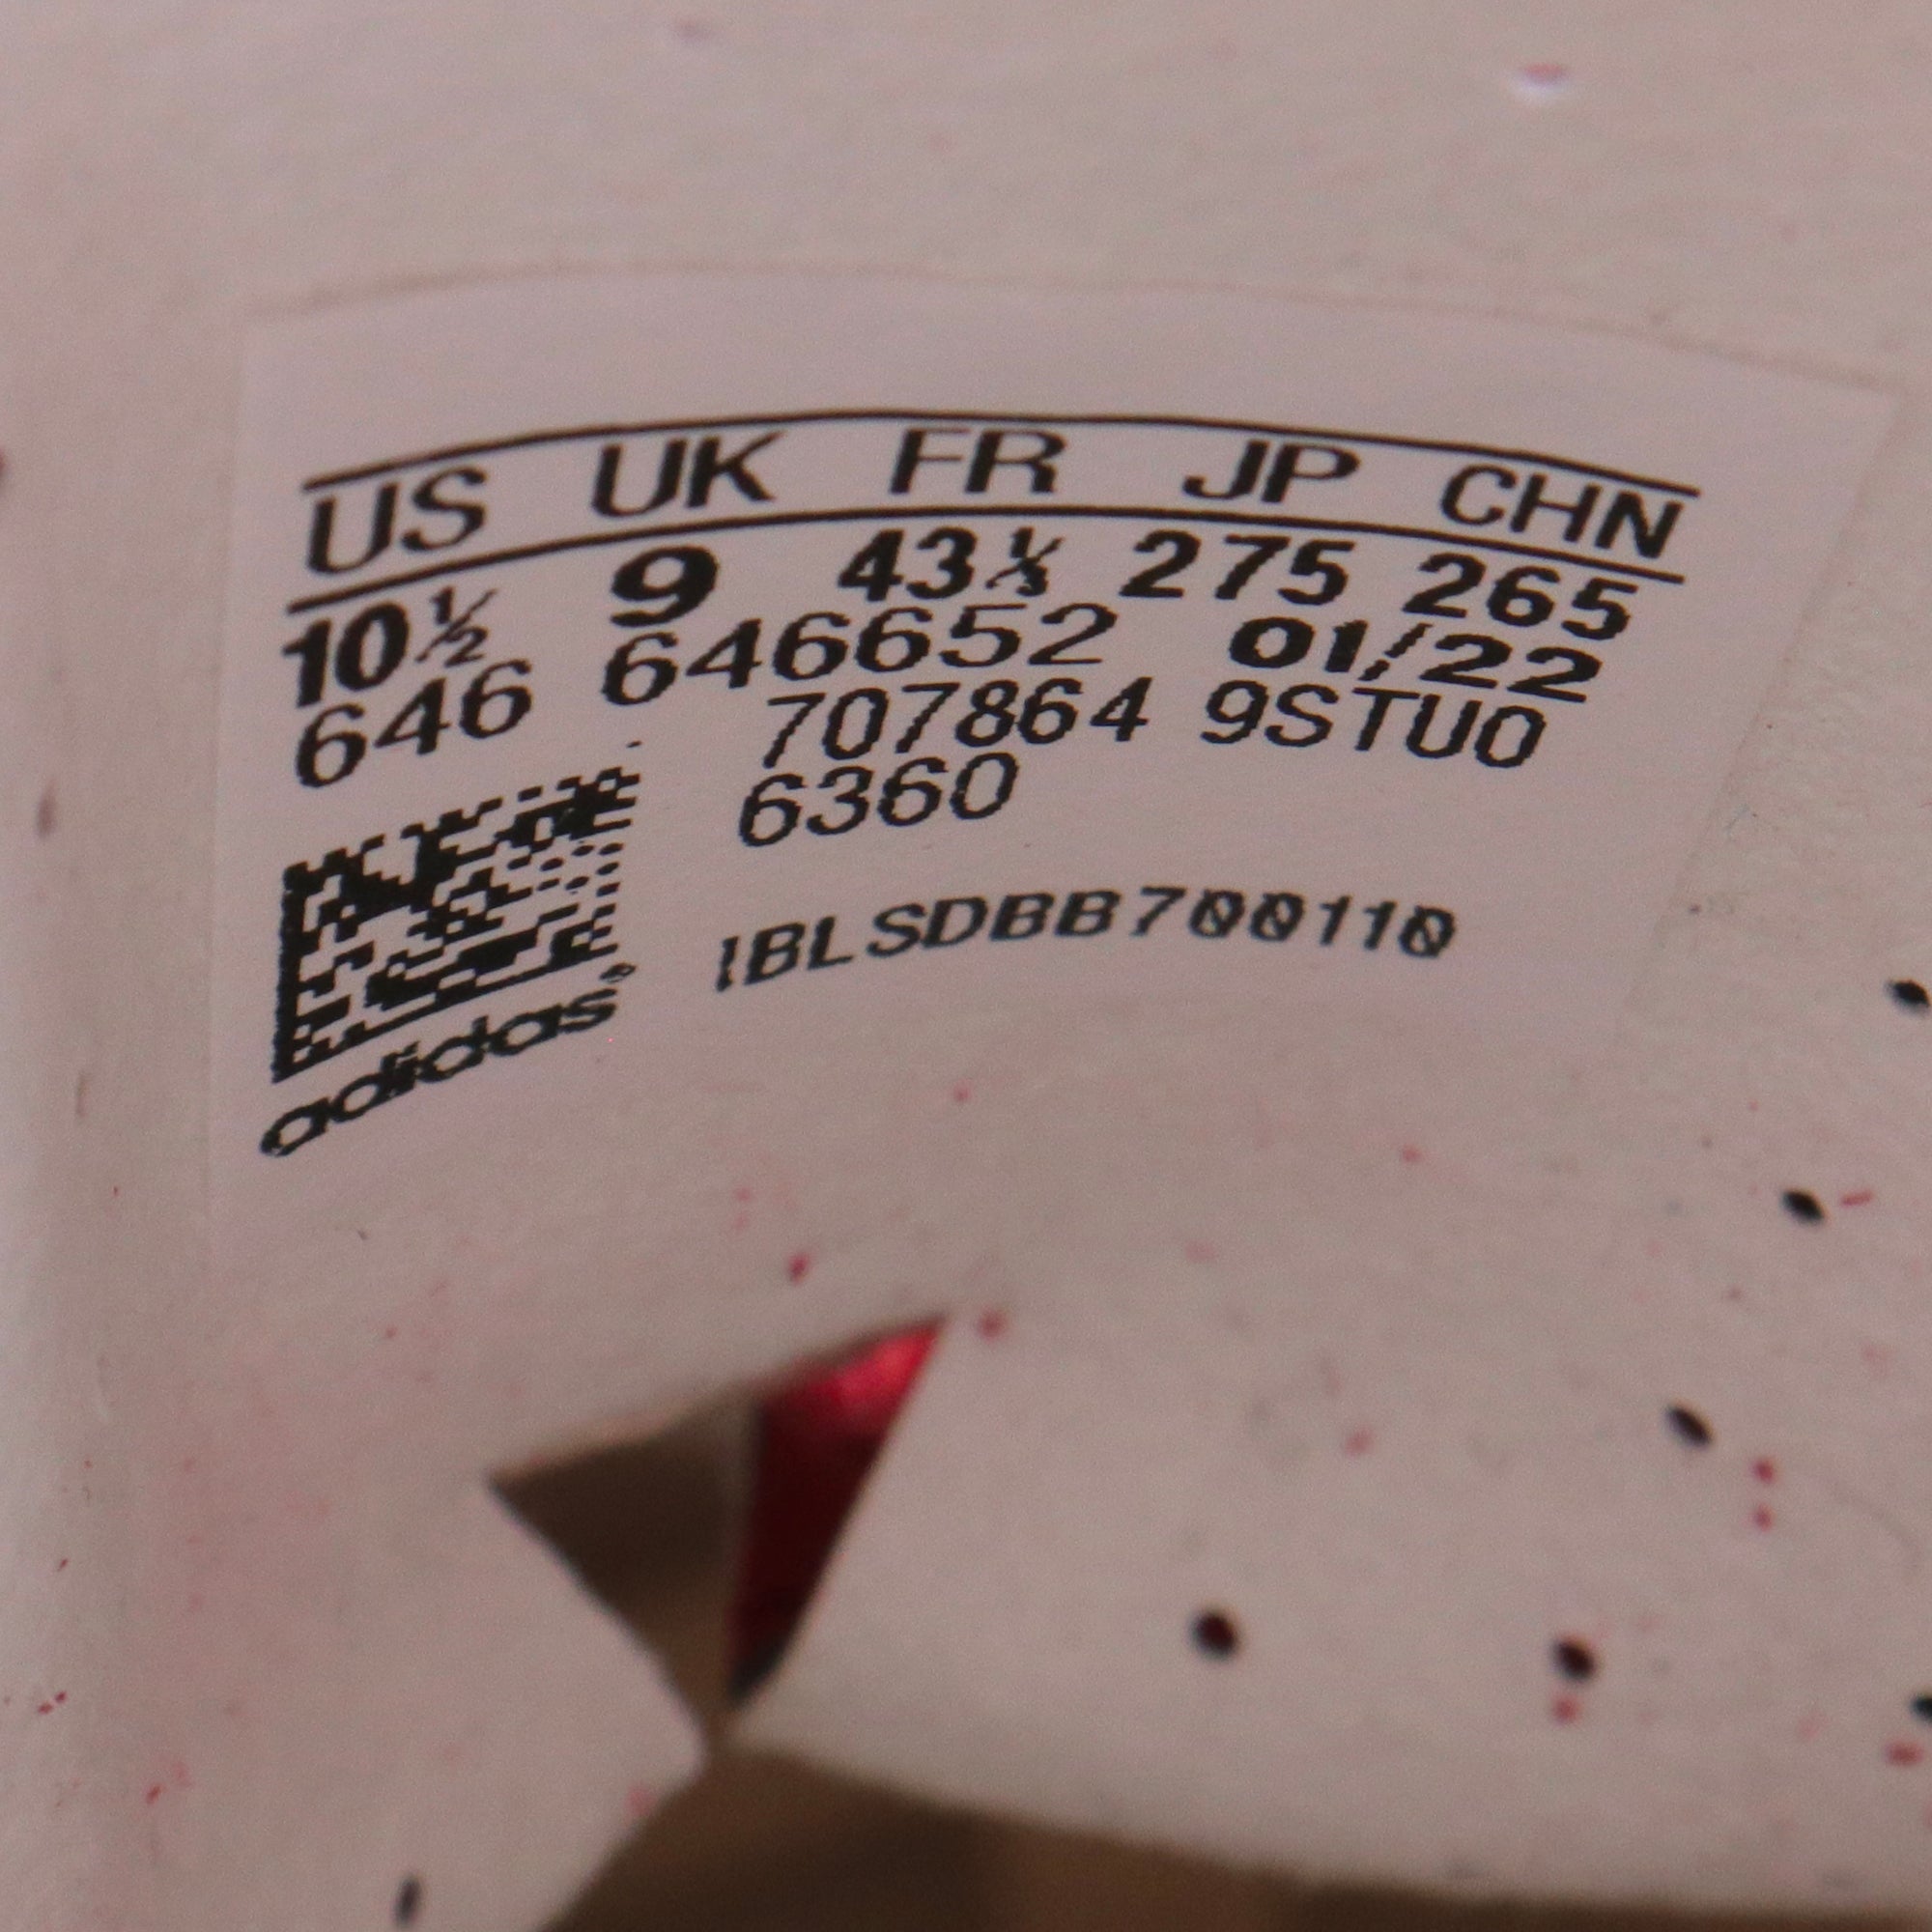 US UK FR JP CHN
10½ 9 43⅓ 275 265
646 646652 01/22
707864 9STU0
6360
!BLSDBB700110
adidas